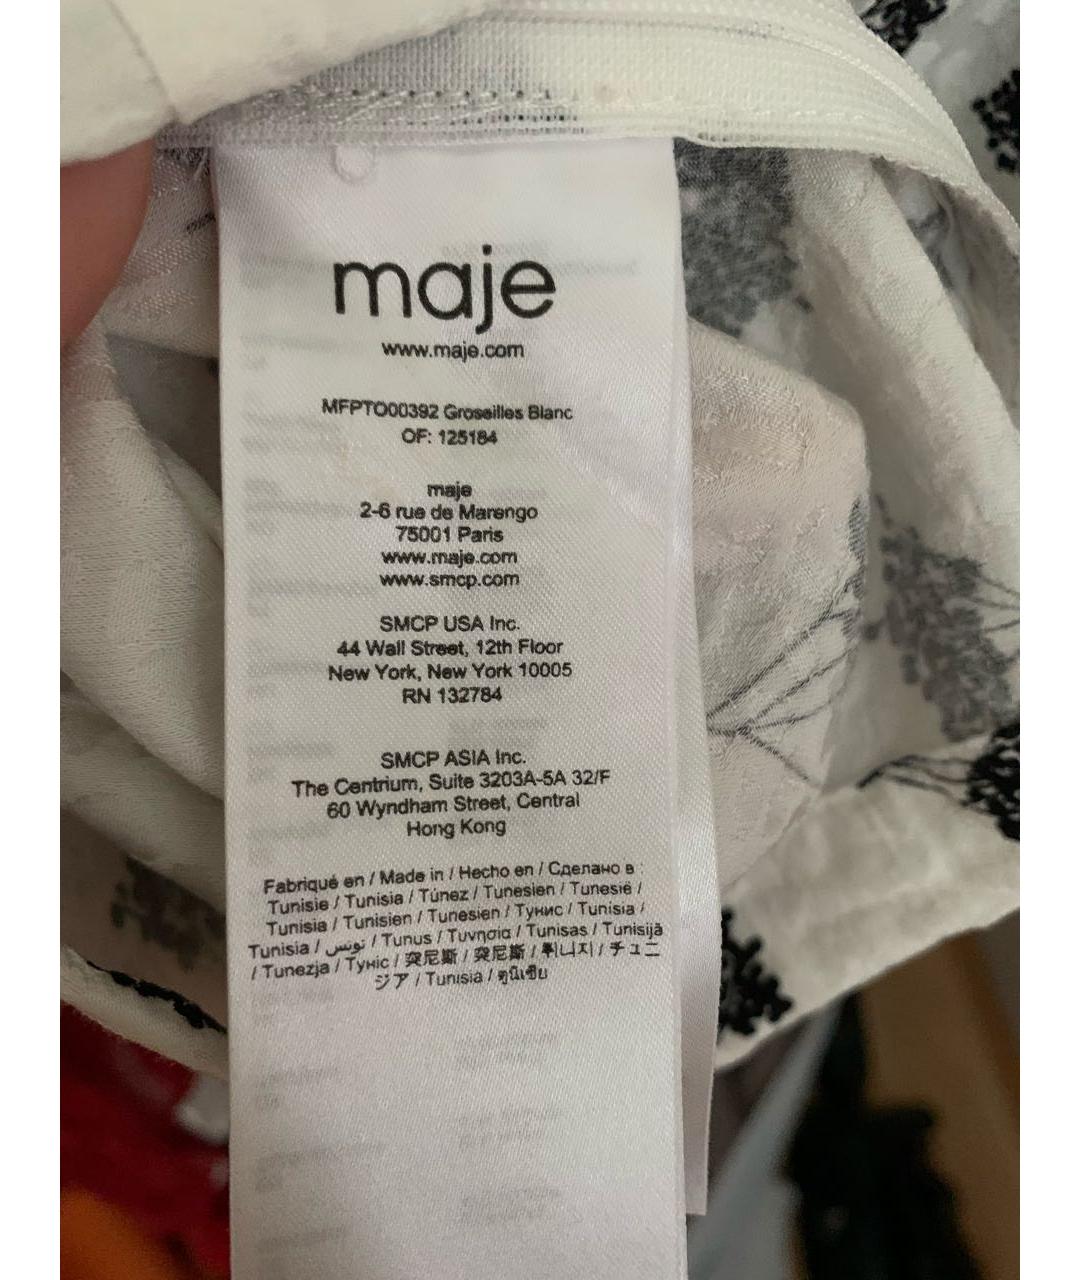 maje
www.maje.com
MFPTO00392 Groseilles Blanc
OF: 125184
maje
2-6 rue de Marengo
75001 Paris
www.maje.com
www.smcp.com
SMCP USA Inc.
44 Wall Street, 12th Floor
New York, New York 10005
RN 132784
SMCP ASIA Inc.
The Centrium, Suite 3203A-5A 32/F
60 Wyndham Street, Central
Hong Kong
Fabriqué en / Made in / Hecho en / Сделано в :
Tunisie / Tunisia / Túnez / Tunesien / Tunesië /
Tunisia / Tunisien / Tunesien / Тунис / Tunisia /
Tunisia / تونس / Tunus / Τυνησία / Tunisas / Tunisijā
/ Tunezja / Туніс / 突尼斯 / 突尼斯 / 튀니지 / チュニ
ジア / Tunisia / ตูนิเซีย